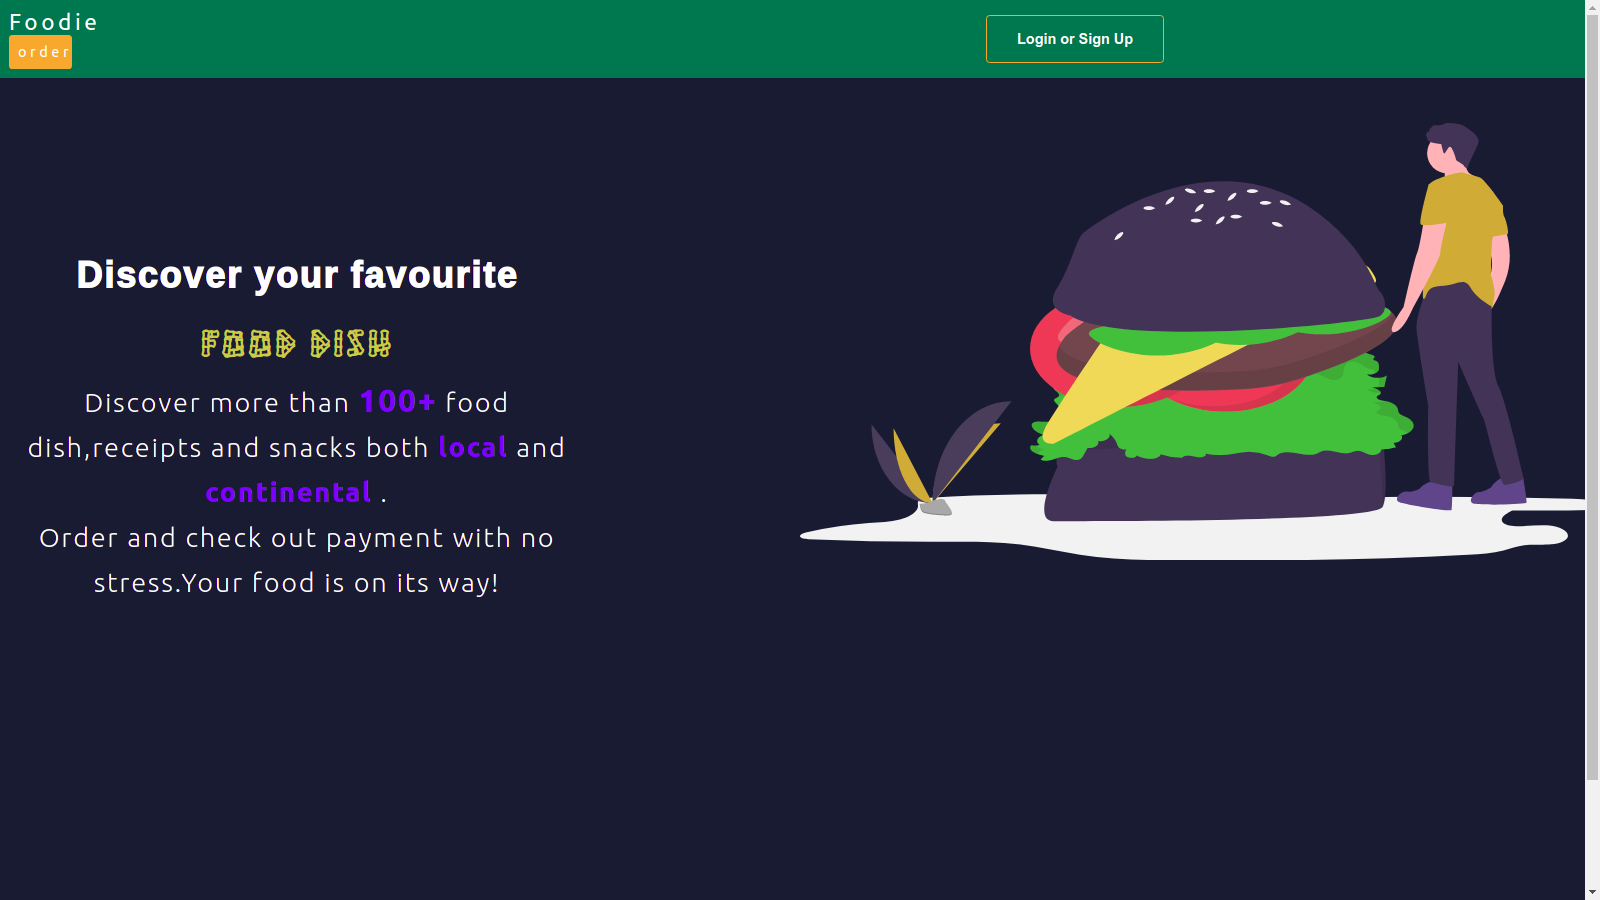 Foodie
order
Login or Sign Up
Discover your favourite
FOOD DISH
Discover more than 100+ food
dish,receipts and snacks both local and
continental .
Order and check out payment with no
stress.Your food is on its way!